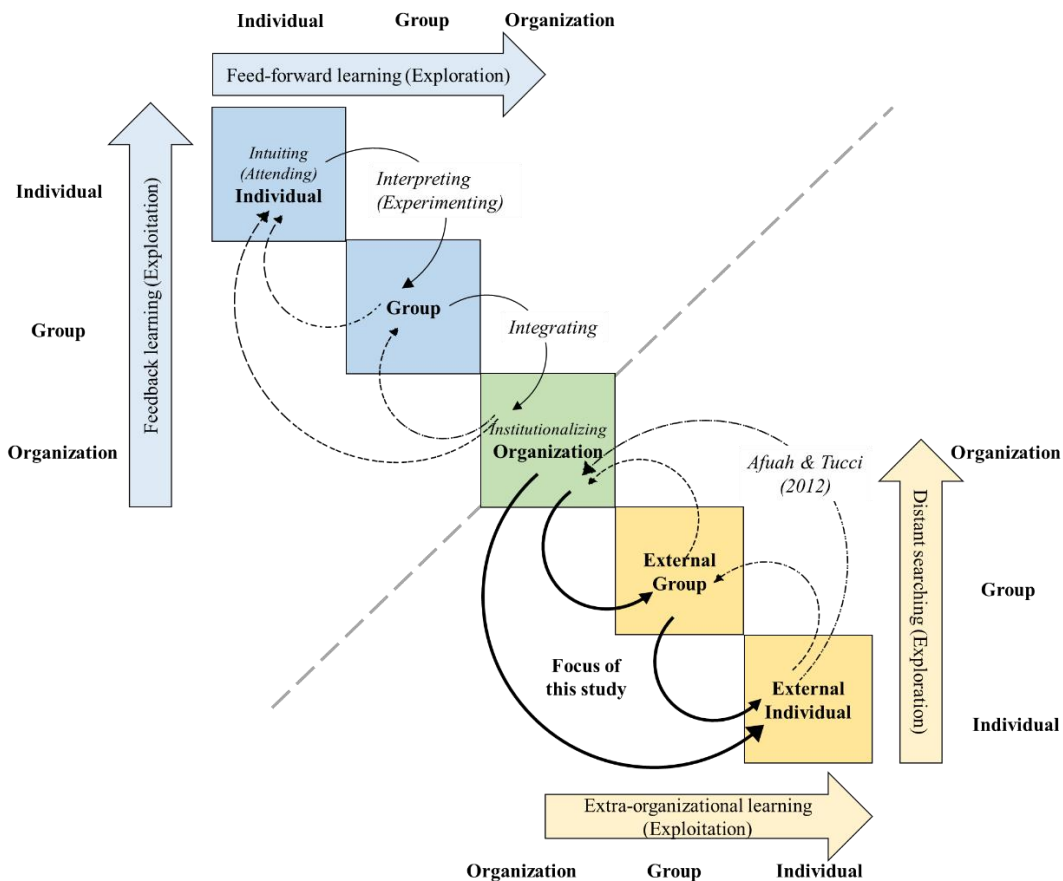 Individual
Group
Organization
Feed-forward learning (Exploration)
Feedback learning (Exploitation)
Individual
Group
Organization
Intuiting
(Attending)
Individual
Interpreting
(Experimenting)
Group
Integrating
Institutionalizing
Organization
Afuah & Tucci
(2012)
External
Group
External
Individual
Focus of
this study
Distant searching (Exploration)
Organization
Group
Individual
Extra-organizational learning
(Exploitation)
Organization
Group
Individual